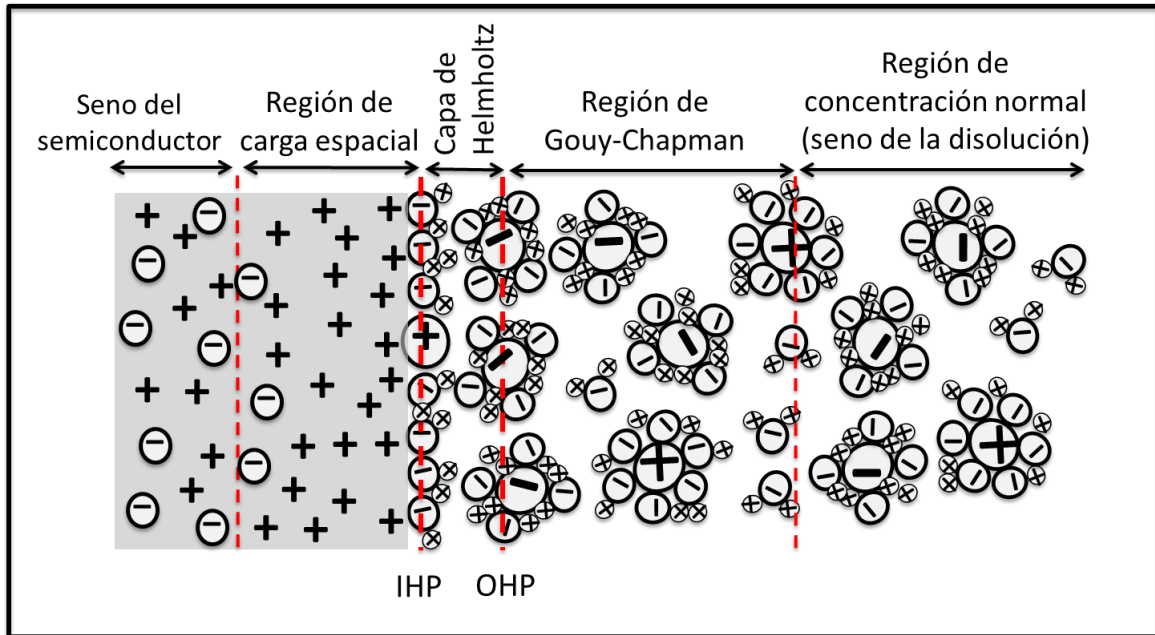 Seno del
semiconductor
Región de
carga espacial
Capa de
Helmholtz
Región de
Gouy-Chapman
Región de
concentración normal
(seno de la disolución)
IHP
OHP